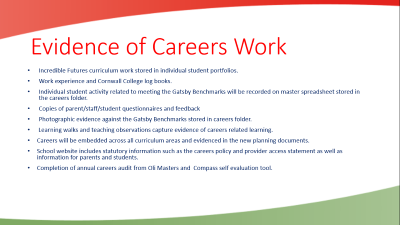 Evidence of Careers Work
• Incredible Futures curriculum work stored in individual student portfolios.
• Work experience and Cornwall College log books.
• Individual student activity related to meeting the Gatsby Benchmarks will be recorded on master spreadsheet stored in
the careers folder.
• Copies of parent/staff/student questionnaires and feedback
• Photographic evidence against the Gatsby Benchmarks stored in careers folder.
• Learning walks and teaching observations capture evidence of careers related learning.
• Careers will be embedded across all curriculum areas and evidenced in the new planning documents.
• School website includes statutory information such as the careers policy and provider access statement as well as
information for parents and students.
• Completion of annual careers audit from Oli Masters and Compass self evaluation tool.